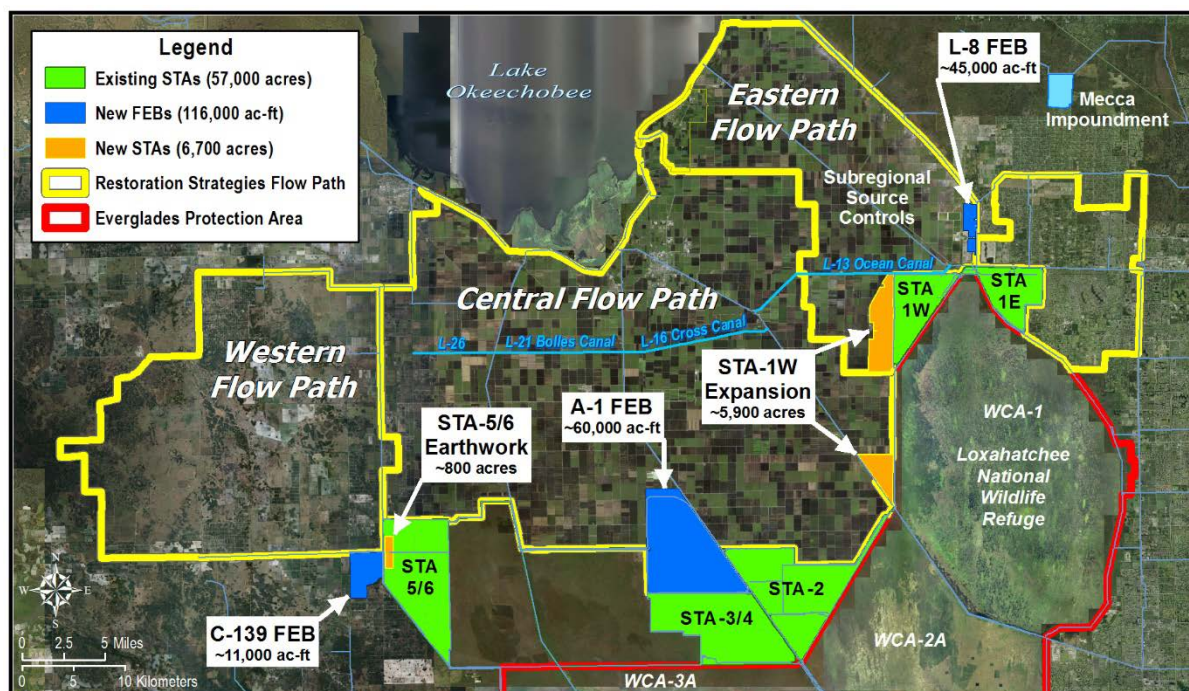 Legend
Existing STAs (57,000 acres)
New FEBs (116,000 ac-ft)
New STAs (6,700 acres)
Restoration Strategies Flow Path
Everglades Protection Area
Lake
Okeechobee
Eastern
Flow Path
L-8 FEB
~45,000 ac-ft
Mecca
Impoundment
Subregional
Source
Controls
L-13 Ocean Canal
STA
1W
STA
1E
Central Flow Path
L-16 Cross Canal
L-26
L-21 Bolles Canal
Western
Flow Path
STA-1W
Expansion
~5,900 acres
A-1 FEB
~60,000 ac-ft
STA-5/6
Earthwork
~800 acres
WCA-1
Loxahatchee
National
Wildlife
Refuge
STA
5/6
STA-2
STA-3/4
C-139 FEB
~11,000 ac-ft
WCA-2A
WCA-3A
N
W
E
S
0 2.5 5 Miles
0 5 10 Kilometers